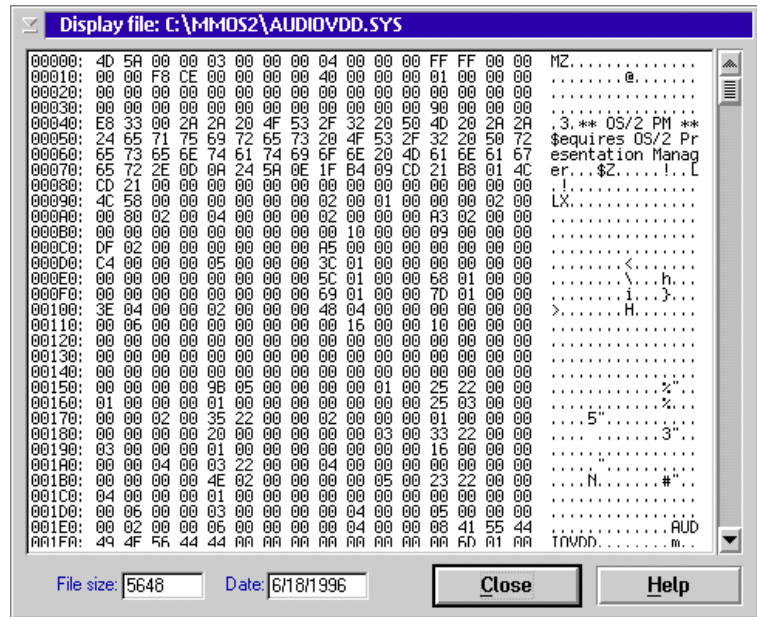 Display file: C:\MMOS2\AUDIOVDD.SYS
00000: 4D 5A 00 00 03 00 00 00 04 00 00 00 FF FF 00 00 MZ..............
00010: 00 00 F8 CE 00 00 00 00 40 00 00 00 01 00 00 00 ........@.......
00020: 00 00 00 00 00 00 00 00 00 00 00 00 00 00 00 00 ................
00030: 00 00 00 00 00 00 00 00 00 00 00 00 90 00 00 00 ................
00040: E8 33 00 2A 2A 20 4F 53 2F 32 20 50 4D 20 2A 2A .3.** OS/2 PM **
00050: 24 65 71 75 69 72 65 73 20 4F 53 2F 32 20 50 72 $equires OS/2 Pr
00060: 65 73 65 6E 74 61 74 69 6F 6E 20 4D 61 6E 61 67 esentation Manag
00070: 65 72 2E 0D 0A 24 5A 0E 1F B4 09 CD 21 B8 01 4C er...$Z.....!..L
00080: CD 21 00 00 00 00 00 00 00 00 00 00 00 00 00 00 .!..............
00090: 4C 58 00 00 00 00 00 00 02 00 01 00 00 00 02 00 LX..............
000A0: 00 80 02 00 04 00 00 00 02 00 00 00 A3 02 00 00 ................
000B0: 00 00 00 00 00 00 00 00 00 10 00 00 09 00 00 00 ................
000C0: DF 02 00 00 00 00 00 00 A5 00 00 00 00 00 00 00 ................
000D0: C4 00 00 00 05 00 00 00 3C 01 00 00 00 00 00 00 ........<.......
000E0: 00 00 00 00 00 00 00 00 5C 01 00 00 68 01 00 00 ........\...h...
000F0: 00 00 00 00 00 00 00 00 69 01 00 00 7D 01 00 00 ........i...}...
00100: 3E 04 00 00 02 00 00 00 48 04 00 00 00 00 00 00 >.......H.......
00110: 00 06 00 00 00 00 00 00 00 16 00 00 10 00 00 00 ................
00120: 00 00 00 00 00 00 00 00 00 00 00 00 00 00 00 00 ................
00130: 00 00 00 00 00 00 00 00 00 00 00 00 00 00 00 00 ................
00140: 00 00 00 00 00 00 00 00 00 00 00 00 00 00 00 00 ................
00150: 00 00 00 00 9B 05 00 00 00 00 01 00 25 22 00 00 ............%"..
00160: 01 00 00 00 01 00 00 00 00 00 00 00 25 03 00 00 ............%...
00170: 00 00 02 00 35 22 00 00 02 00 00 00 01 00 00 00 ....5"..........
00180: 00 00 00 00 20 00 00 00 00 00 03 00 33 22 00 00 .... .......3"..
00190: 03 00 00 00 01 00 00 00 00 00 00 00 16 00 00 00 ................
001A0: 00 00 04 00 03 22 00 00 04 00 00 00 00 00 00 00 ....."..........
001B0: 00 00 00 00 4E 02 00 00 00 00 05 00 23 22 00 00 ....N.......#"..
001C0: 04 00 00 00 01 00 00 00 00 00 00 00 00 00 00 00 ................
001D0: 00 06 00 00 03 00 00 00 00 04 00 00 05 00 00 00 ................
001E0: 00 02 00 00 06 00 00 00 00 04 00 00 08 41 55 44 .............AUD
001F0: 49 4F 56 44 44 00 00 00 00 00 00 00 00 6D 01 00 IOVDD........m..
File size: 5648 Date: 6/18/1996 Close Help